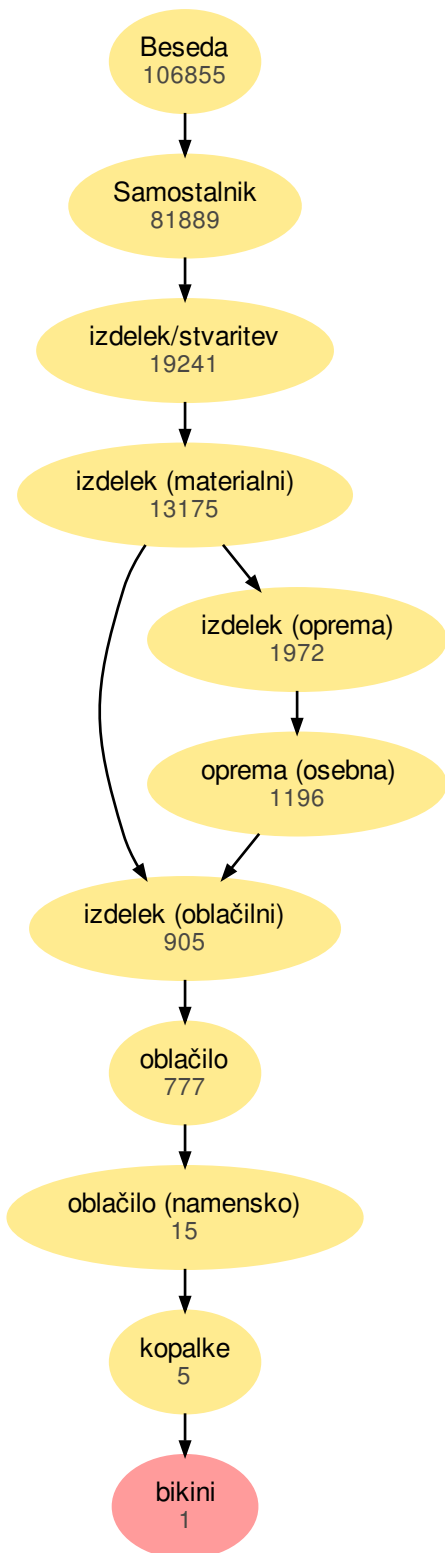 Beseda
106855
Samostalnik
81889
izdelek/stvaritev
19241
izdelek (materialni)
13175
izdelek (oprema)
1972
oprema (osebna)
1196
izdelek (oblačilni)
905
oblačilo
777
oblačilo (namensko)
15
kopalke
5
bikini
1